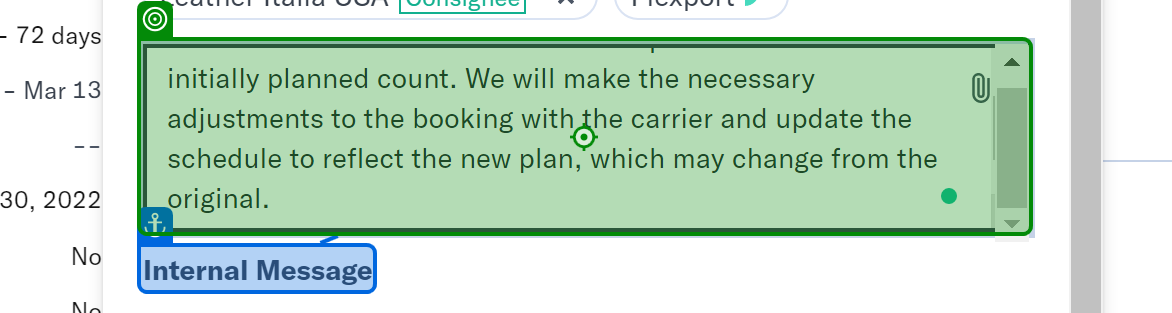 Leather Italia USA Consignee Flexport
- 72 days
initially planned count. We will make the necessary
- Mar 13
adjustments to the booking with the carrier and update the
--
schedule to reflect the new plan, which may change from the
30, 2022
original.
No
Internal Message
No